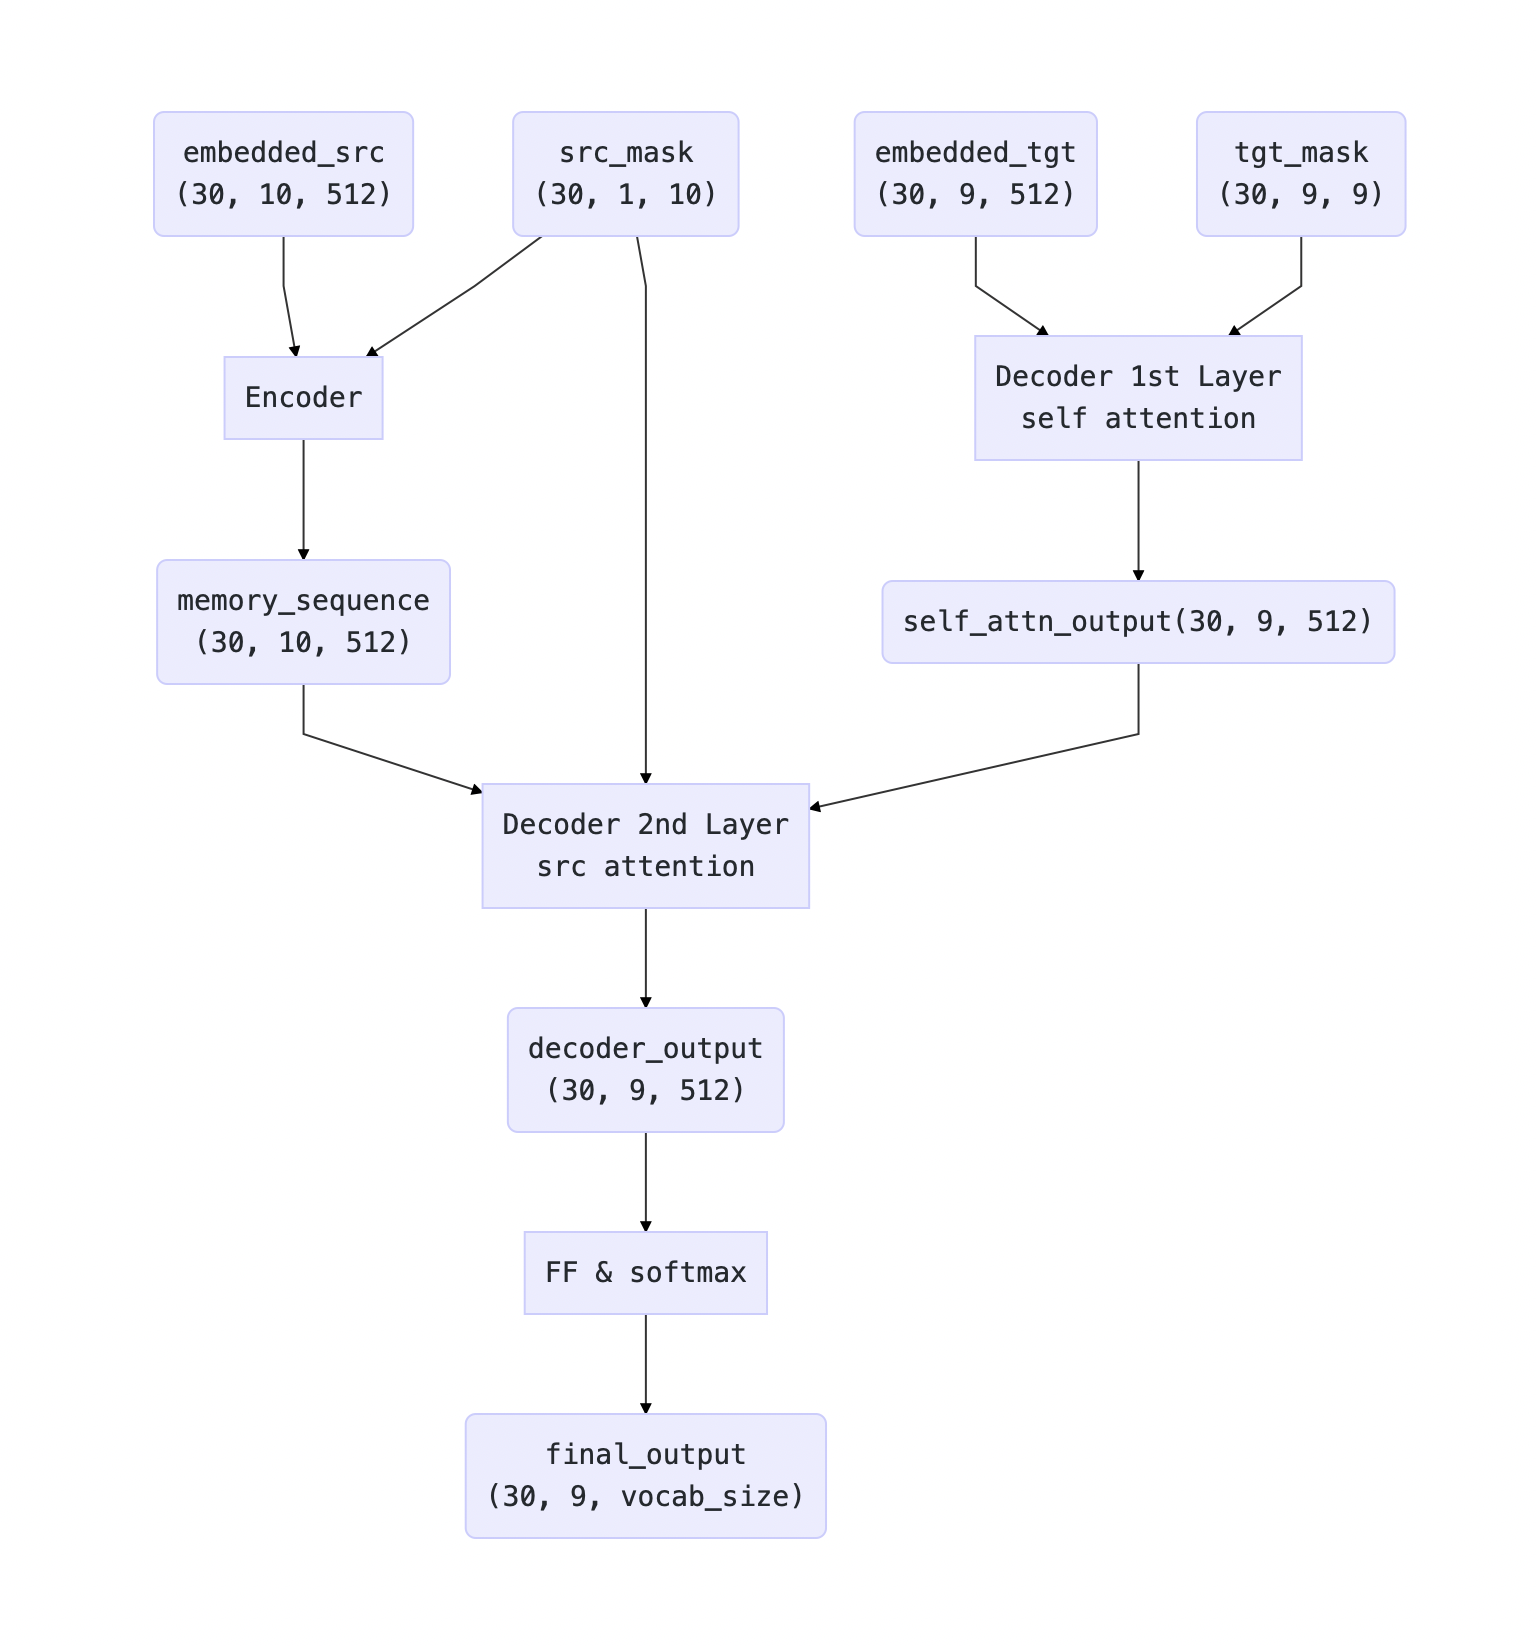 embedded_src
(30, 10, 512)
src_mask
(30, 1, 10)
embedded_tgt
(30, 9, 512)
tgt_mask
(30, 9, 9)
Encoder
Decoder 1st Layer
self attention
memory_sequence
(30, 10, 512)
self_attn_output(30, 9, 512)
Decoder 2nd Layer
src attention
decoder_output
(30, 9, 512)
FF & softmax
final_output
(30, 9, vocab_size)